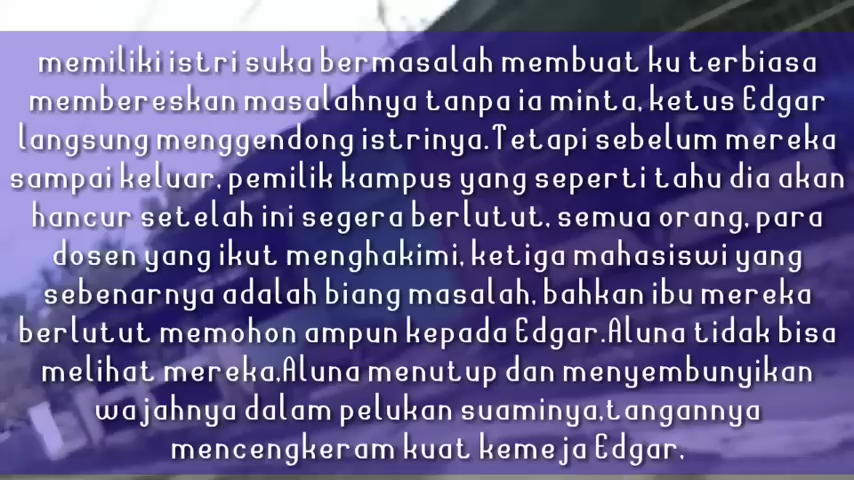 memiliki istri suka bermasalah membuat ku terbiasa
membereskan masalahnya tanpa ia minta, ketus Edgar
langsung menggendong istrinya.Tetapi sebelum mereka
sampai keluar, pemilik kampus yang seperti tahu dia akan
hancur setelah ini segera berlutut, semua orang, para
dosen yang ikut menghakimi, ketiga mahasiswi yang
sebenarnya adalah biang masalah, bahkan ibu mereka
berlutut memohon ampun kepada Edgar.Aluna tidak bisa
melihat mereka,Aluna menutup dan menyembunyikan
wajahnya dalam pelukan suaminya,tangannya
mencengkeram kuat kemeja Edgar,